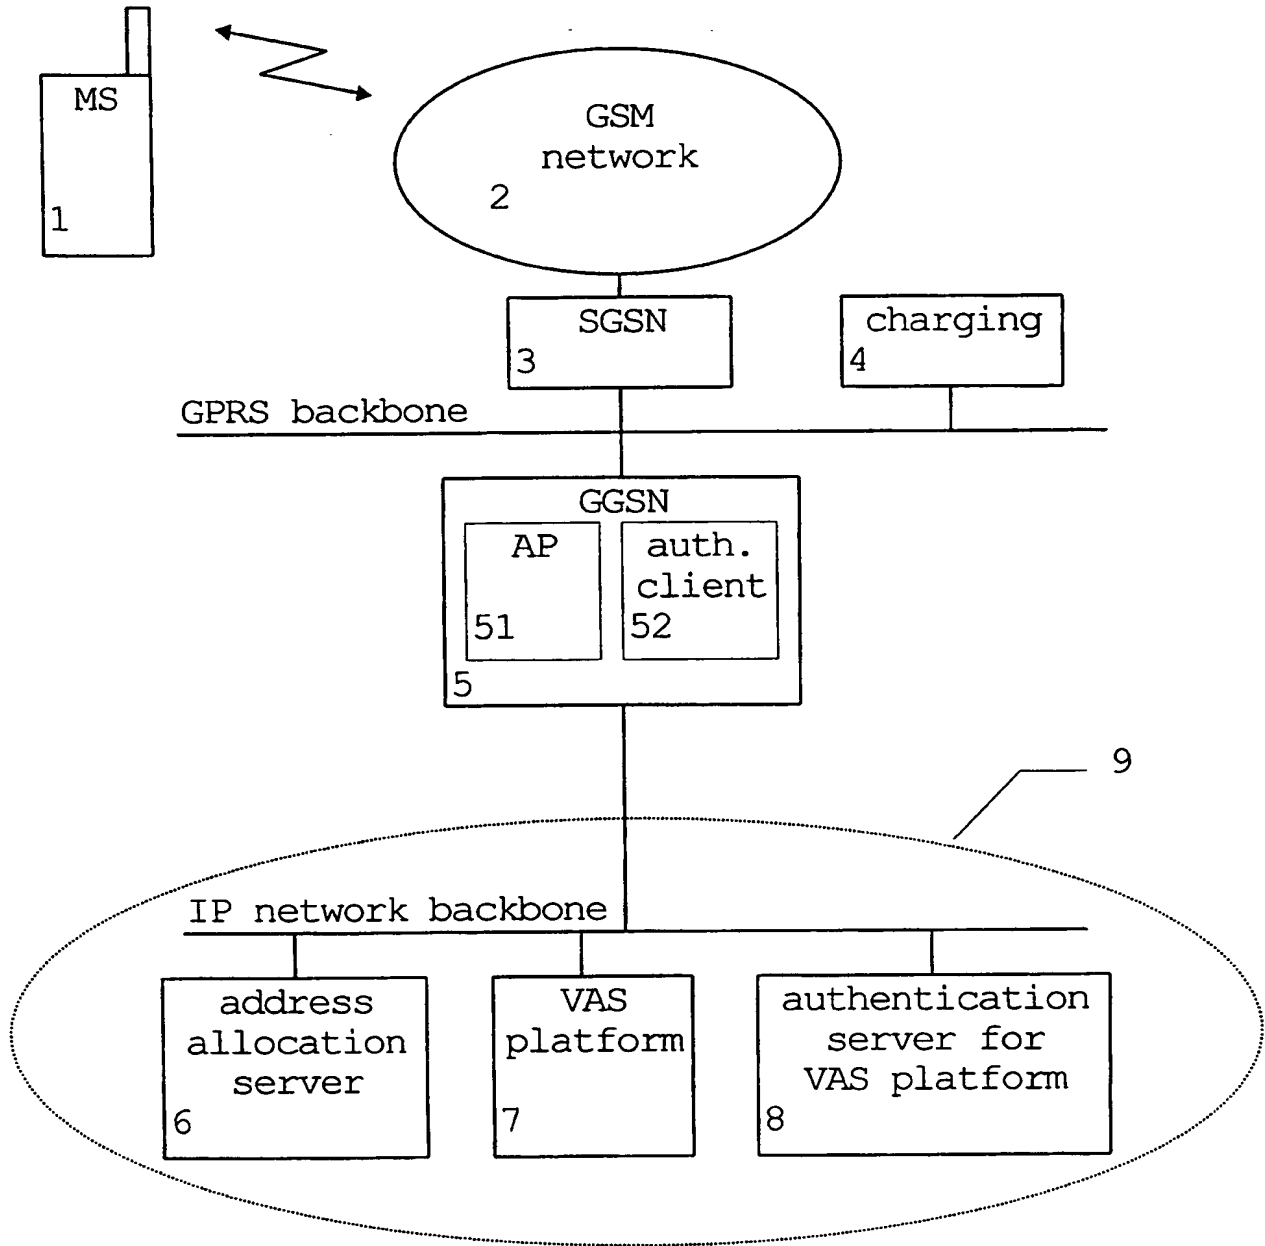 MS
1
GSM
network
2
SGSN
3
charging
4
GPRS backbone
GGSN
AP
51
auth.
client
52
5
9
IP network backbone
address
allocation
server
6
VAS
platform
7
authentication
server for
VAS platform
8